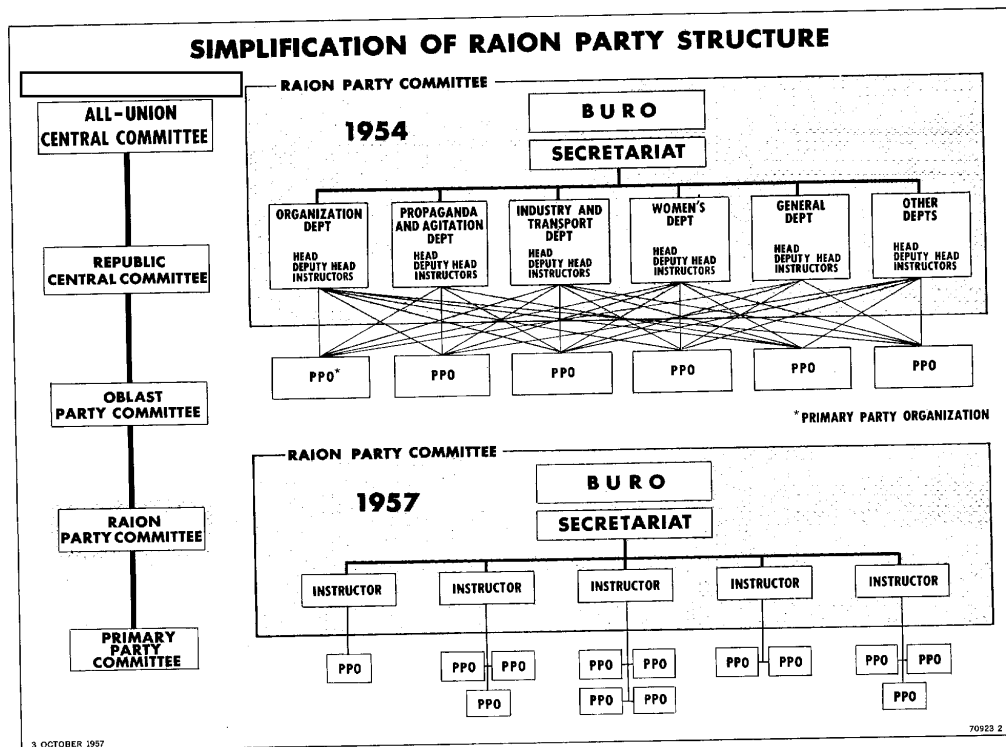 SIMPLIFICATION OF RAION PARTY STRUCTURE
ALL-UNION
CENTRAL COMMITTEE
REPUBLIC
CENTRAL COMMITTEE
OBLAST
PARTY COMMITTEE
RAION
PARTY COMMITTEE
PRIMARY
PARTY
COMMITTEE
RAION PARTY COMMITTEE
1954
BURO
SECRETARIAT
ORGANIZATION
DEPT
HEAD
DEPUTY HEAD
INSTRUCTORS
PROPAGANDA
AND AGITATION
DEPT
HEAD
DEPUTY HEAD
INSTRUCTORS
INDUSTRY AND
TRANSPORT
DEPT
HEAD
DEPUTY HEAD
INSTRUCTORS
WOMEN'S
DEPT
HEAD
DEPUTY HEAD
INSTRUCTORS
GENERAL
DEPT
HEAD
DEPUTY HEAD
INSTRUCTORS
OTHER
DEPTS
HEAD
DEPUTY HEAD
INSTRUCTORS
PPO*
PPO
PPO
PPO
PPO
PPO
*PRIMARY PARTY ORGANIZATION
RAION PARTY COMMITTEE
1957
BURO
SECRETARIAT
INSTRUCTOR
INSTRUCTOR
INSTRUCTOR
INSTRUCTOR
INSTRUCTOR
PPO
PPO PPO
PPO
PPO PPO
PPO PPO
PPO PPO
PPO PPO
PPO
3 OCTOBER 1957
70923 2